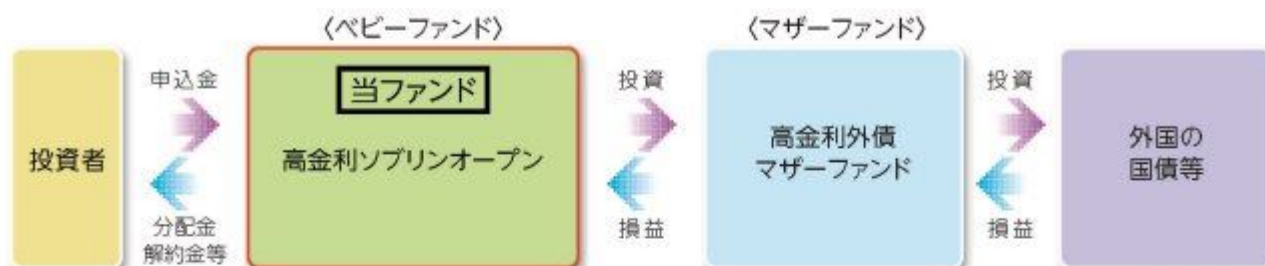 〈ベビーファンド〉
〈マザーファンド〉
投資者
申込金
分配金
解約金等
当ファンド
高金利ソブリンオープン
投資
損益
高金利外債
マザーファンド
投資
損益
外国の
国債等